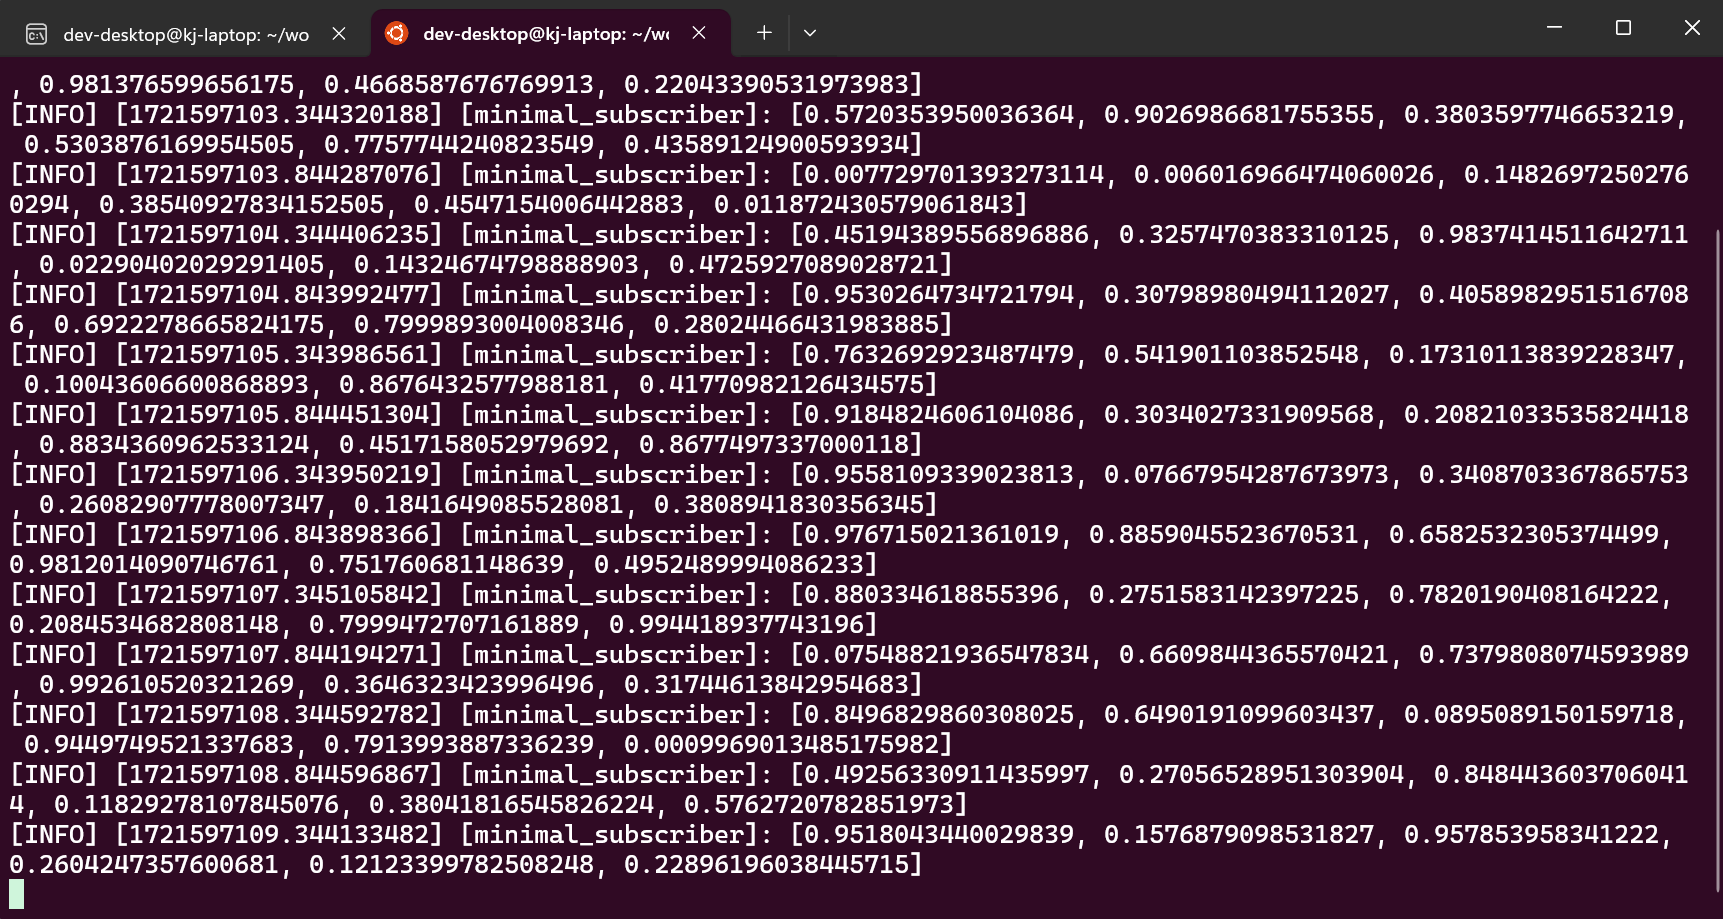 dev-desktop@kj-laptop: ~/wo
dev-desktop@kj-laptop: ~/wo
, 0.981376599656175, 0.4668587676769913, 0.22043390531973983]
[INFO] [1721597103.344320188] [minimal_subscriber]: [0.5720353950036364, 0.9026986681755355, 0.3803597746653219,
0.5303876169954505, 0.7757744240823549, 0.43589124900593934]
[INFO] [1721597103.844287076] [minimal_subscriber]: [0.007729701393273114, 0.006016966474060026, 0.1482697250276
0294, 0.38540927834152505, 0.4547154006442883, 0.011872430579061843]
[INFO] [1721597104.344406235] [minimal_subscriber]: [0.45194389556896886, 0.3257470383310125, 0.9837414511642711
, 0.02290402029291405, 0.14324674798888903, 0.4725927089028721]
[INFO] [1721597104.843992477] [minimal_subscriber]: [0.9530264734721794, 0.30798980494112027, 0.4058982951516708
6, 0.6922278665824175, 0.7999893004008346, 0.28024466431983885]
[INFO] [1721597105.343986561] [minimal_subscriber]: [0.7632692923487479, 0.541901103852548, 0.17310113839228347,
0.10043606600868893, 0.8676432577988181, 0.41770982126434575]
[INFO] [1721597105.844451304] [minimal_subscriber]: [0.9184824606104086, 0.3034027331909568, 0.20821033535824418
, 0.8834360962533124, 0.4517158052979692, 0.8677497337000118]
[INFO] [1721597106.343950219] [minimal_subscriber]: [0.9558109339023813, 0.07667954287673973, 0.3408703367865753
, 0.26082907778007347, 0.1841649085528081, 0.3808941830356345]
[INFO] [1721597106.843898366] [minimal_subscriber]: [0.976715021361019, 0.8859045523670531, 0.6582532305374499,
0.9812014090746761, 0.751760681148639, 0.4952489994086233]
[INFO] [1721597107.345105842] [minimal_subscriber]: [0.880334618855396, 0.2751583142397225, 0.7820190408164222,
0.2084534682808148, 0.7999472707161889, 0.994418937743196]
[INFO] [1721597107.844194271] [minimal_subscriber]: [0.07548821936547834, 0.6609844365570421, 0.7379808074593989
, 0.992610520321269, 0.3646323423996496, 0.31744613842954683]
[INFO] [1721597108.344592782] [minimal_subscriber]: [0.8496829860308025, 0.6490191099603437, 0.0895089150159718,
0.9449749521337683, 0.7913993887336239, 0.0009969013485175982]
[INFO] [1721597108.844596867] [minimal_subscriber]: [0.49256330911435997, 0.27056528951303904, 0.848443603706041
4, 0.11829278107845076, 0.38041816545826224, 0.5762720782851973]
[INFO] [1721597109.344133482] [minimal_subscriber]: [0.9518043440029839, 0.1576879098531827, 0.957853958341222,
0.2604247357600681, 0.12123399782508248, 0.22896196038445715]